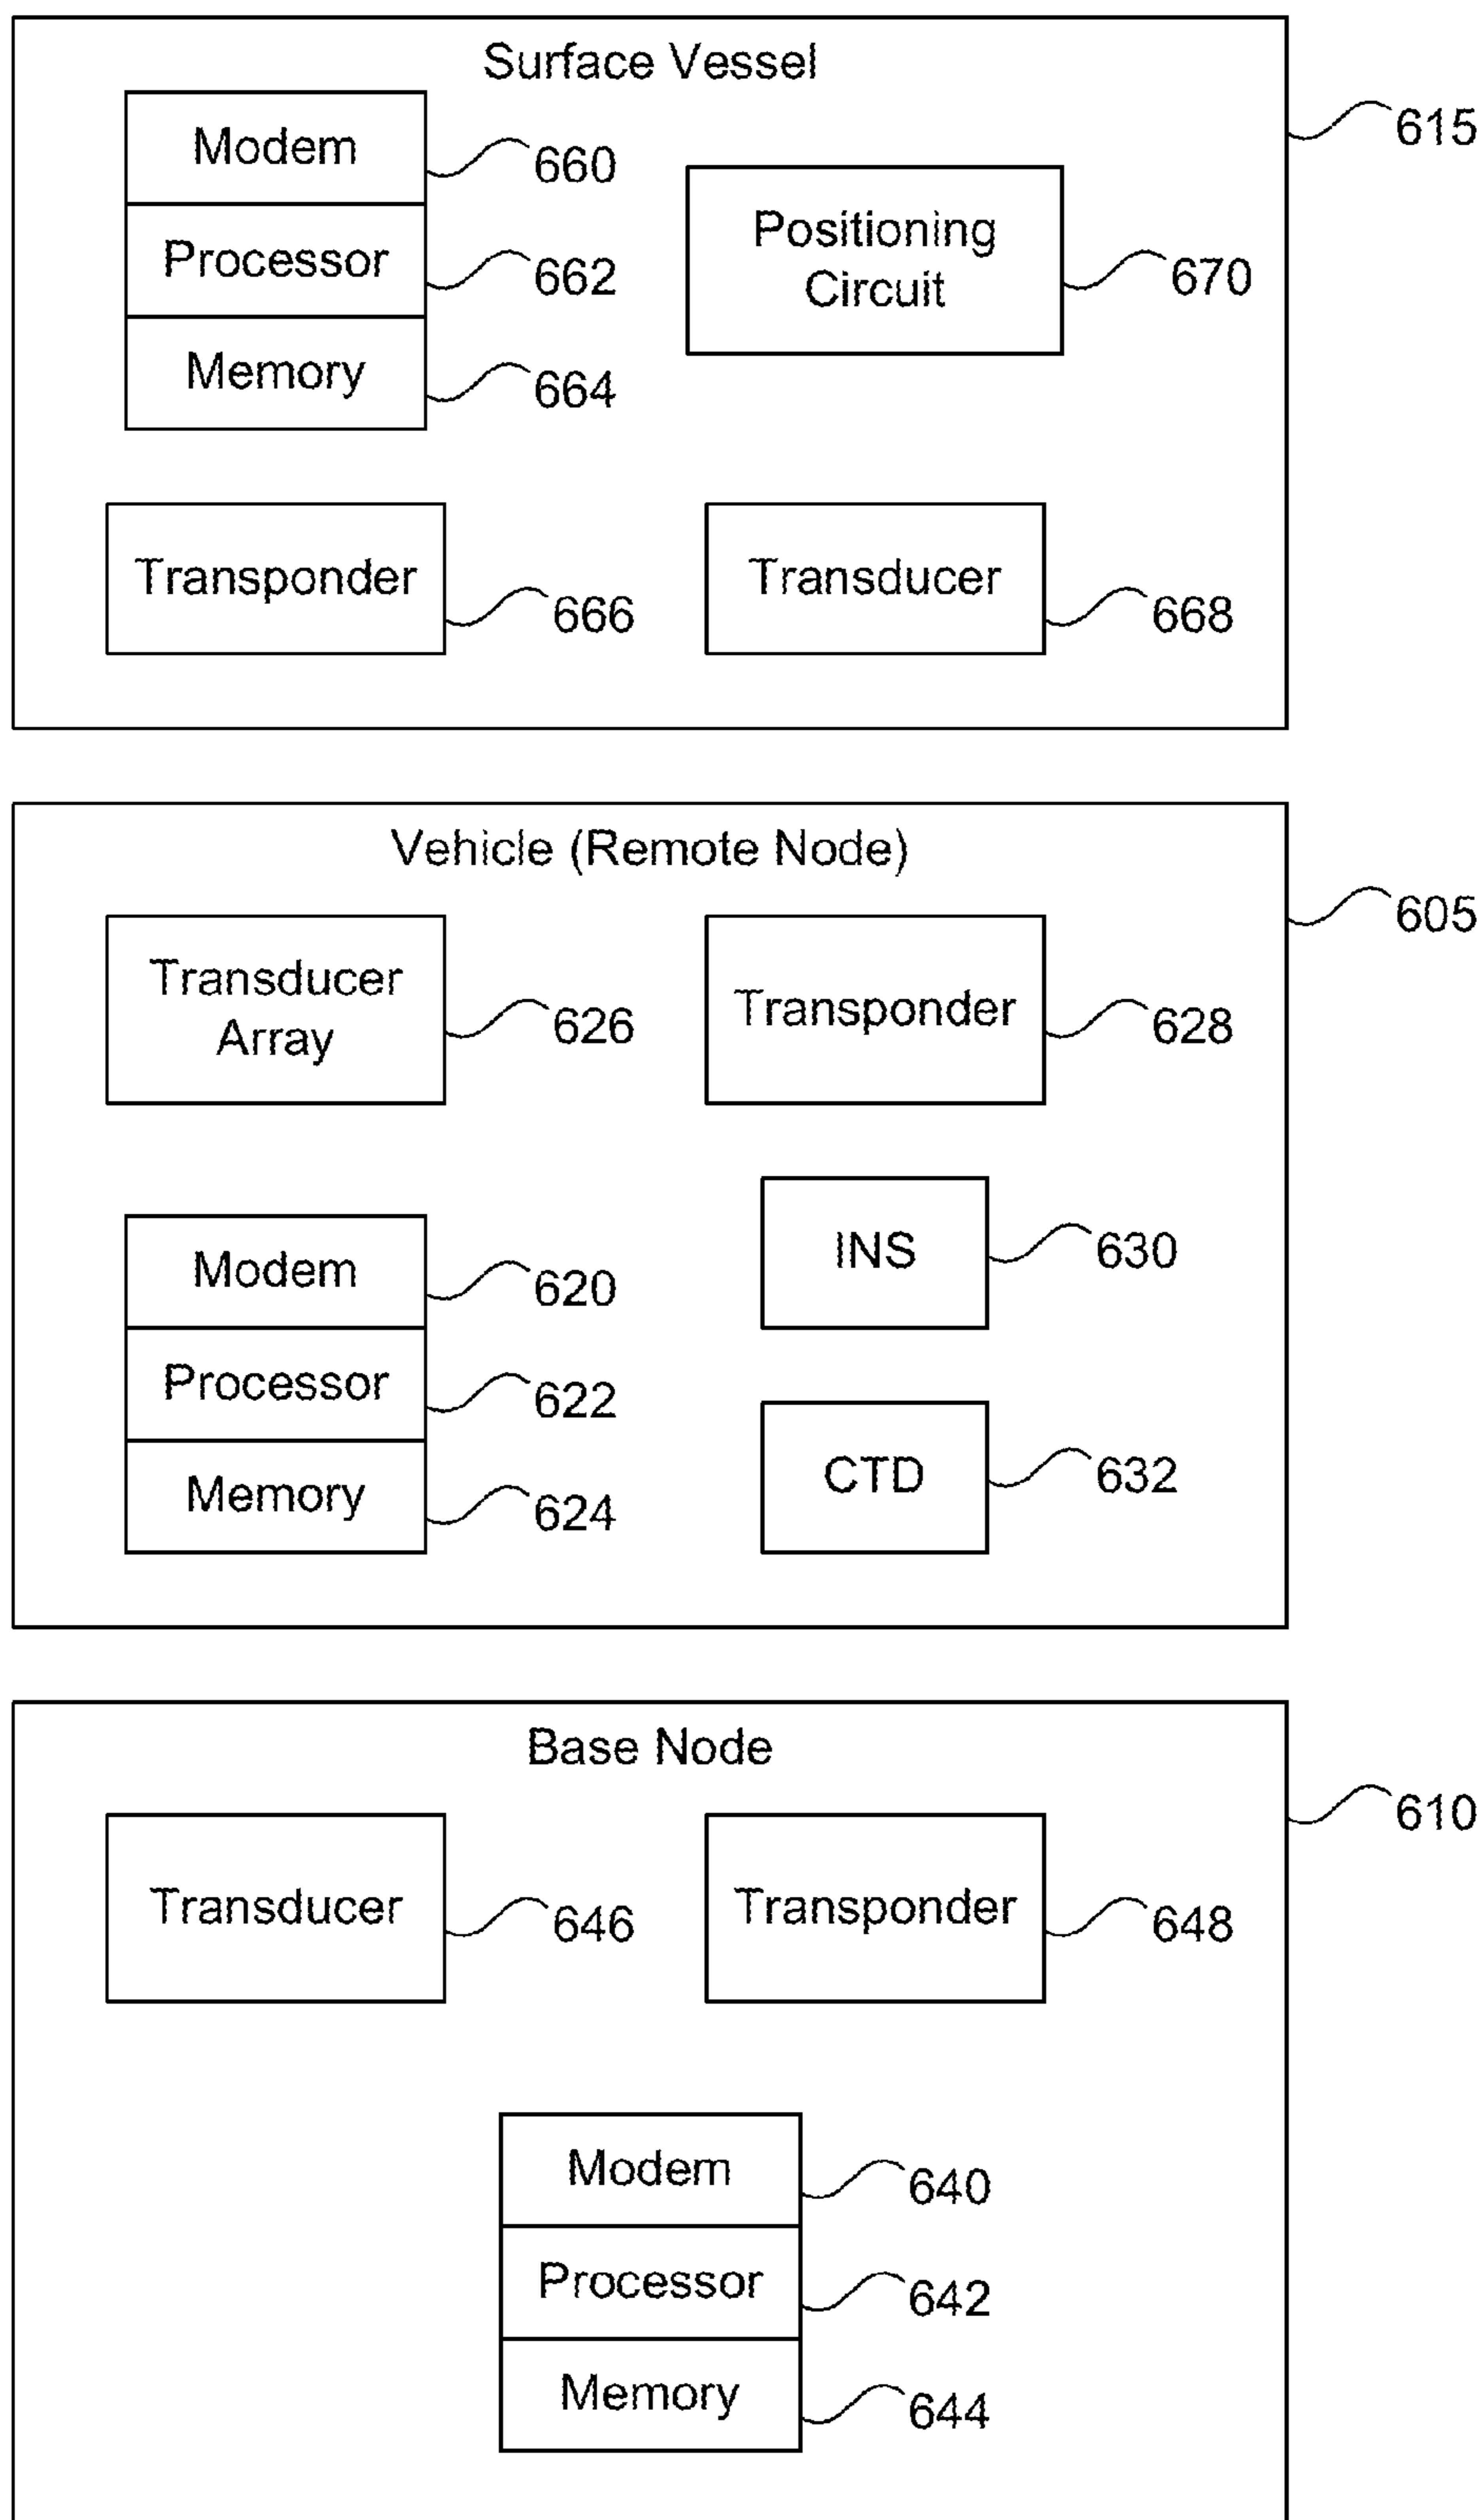 Surface Vessel
615
Modem
660
Processor
662
Memory
664
Positioning
Circuit
670
Transponder
666
Transducer
668
Vehicle (Remote Node)
605
Transducer
Array
626
Transponder
628
Modem
620
Processor
622
Memory
624
INS
630
CTD
632
Base Node
610
Transducer
646
Transponder
648
Modem
640
Processor
642
Memory
644